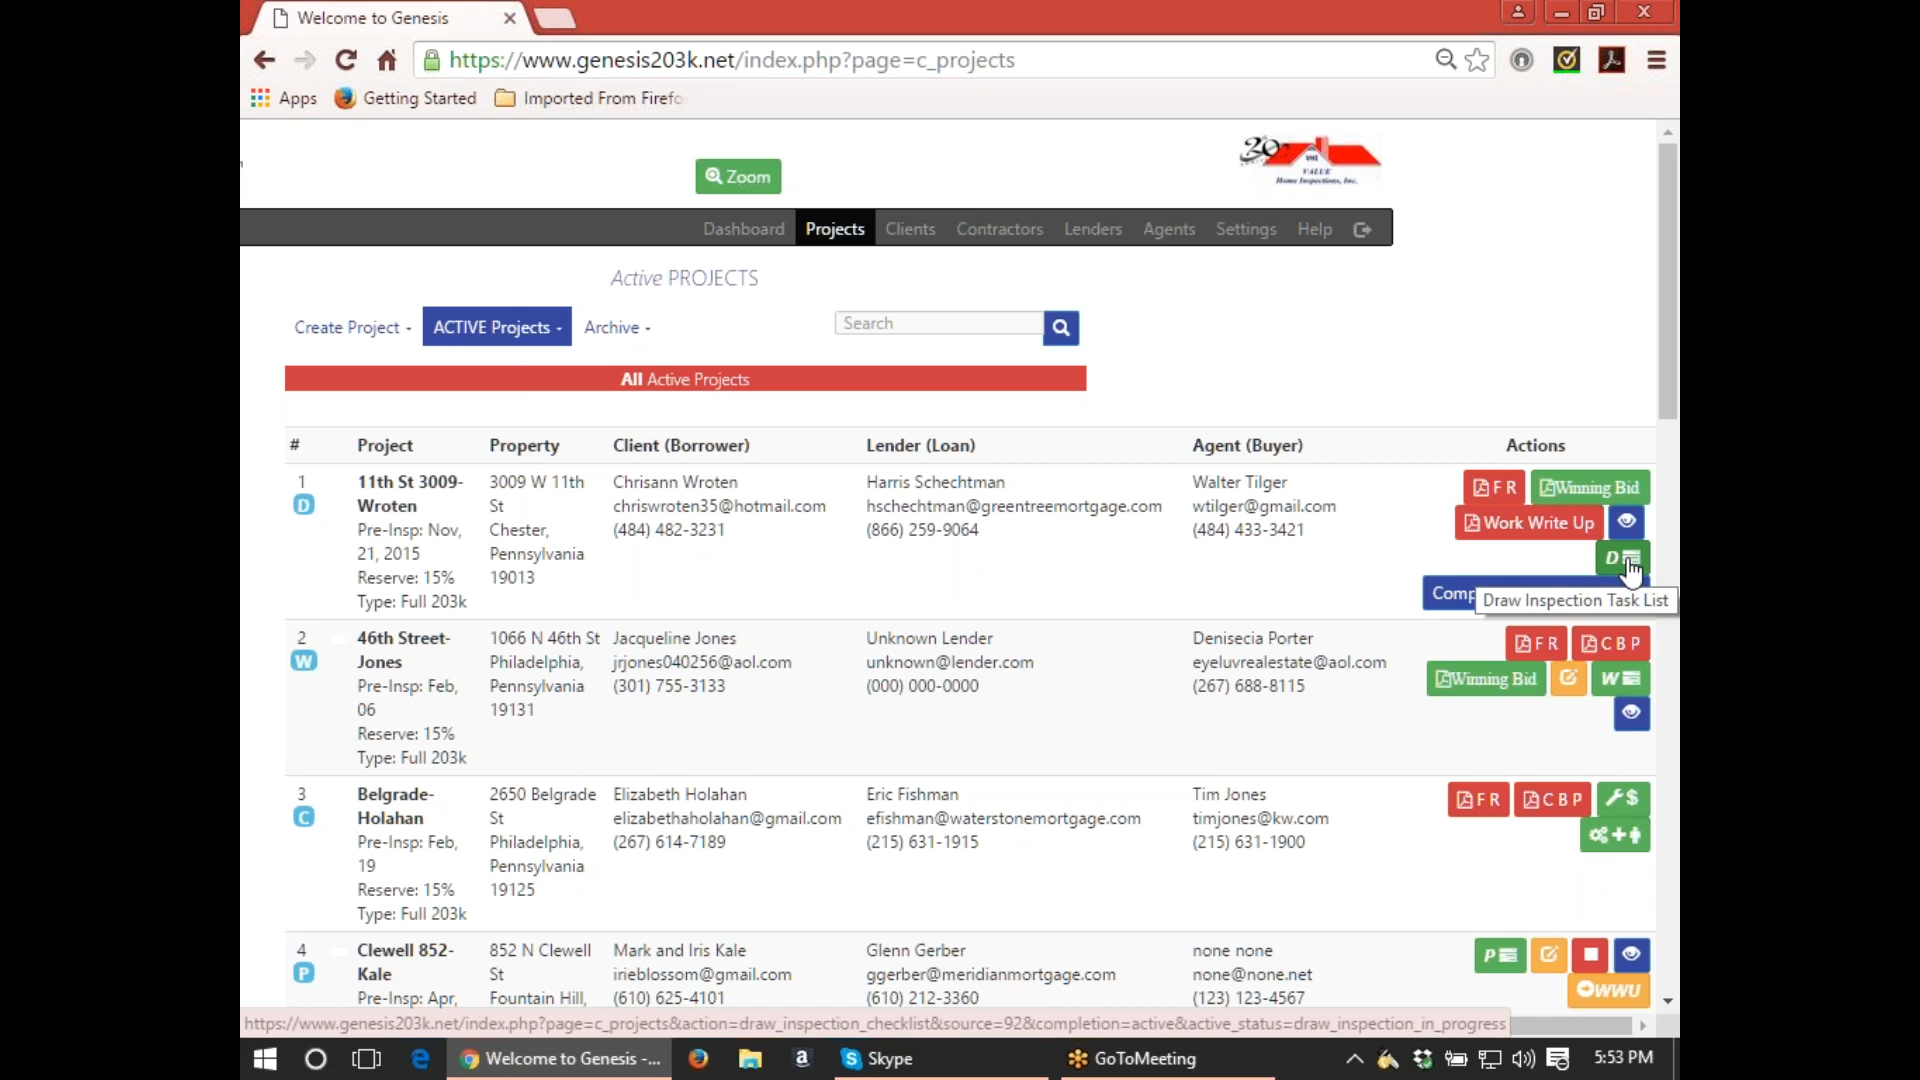 Welcome to Genesis
https://www.genesis203k.net/index.php?page=c_projects
Apps Getting Started Imported From Firefo
Zoom
VHI
VALUE
Home Inspections, Inc.
Dashboard Projects Clients Contractors Lenders Agents Settings Help
Active PROJECTS
Create Project ACTIVE Projects Archive Search
All Active Projects
# Project Property Client (Borrower) Lender (Loan) Agent (Buyer) Actions
1 11th St 3009- 3009 W 11th Chrisann Wroten Harris Schechtman Walter Tilger F R Winning Bid
D Wroten St chriswroten35@hotmail.com hschechtman@greentreemortgage.com wtilger@gmail.com Work Write Up
Pre-Insp: Nov, Chester, (484) 482-3231 (866) 259-9064 (484) 433-3421
21, 2015 Pennsylvania D
Reserve: 15% 19013 Comp Draw Inspection Task List
Type: Full 203k
2 46th Street- 1066 N 46th St Jacqueline Jones Unknown Lender Denisecia Porter F R C B P
W Jones Philadelphia, jrjones040256@aol.com unknown@lender.com eyeluvrealestate@aol.com Winning Bid W
Pre-Insp: Feb, Pennsylvania (301) 755-3133 (000) 000-0000 (267) 688-8115
06 19131
Reserve: 15%
Type: Full 203k
3 Belgrade- 2650 Belgrade Elizabeth Holahan Eric Fishman Tim Jones F R C B P $
C Holahan St elizabethaholahan@gmail.com efishman@waterstonemortgage.com timjones@kw.com
Pre-Insp: Feb, Philadelphia, (267) 614-7189 (215) 631-1915 (215) 631-1900
19 Pennsylvania
Reserve: 15% 19125
Type: Full 203k
4 Clewell 852- 852 N Clewell Mark and Iris Kale Glenn Gerber none none P
P Kale St irieblossom@gmail.com ggerber@meridianmortgage.com none@none.net WWU
Pre-Insp: Apr, Fountain Hill, (610) 625-4101 (610) 212-3360 (123) 123-4567
https://www.genesis203k.net/index.php?page=c_projects&action=draw_inspection_checklist&source=92&completion=active&active_status=draw_inspection_in_progress
Welcome to Genesis -... Skype GoToMeeting 5:53 PM